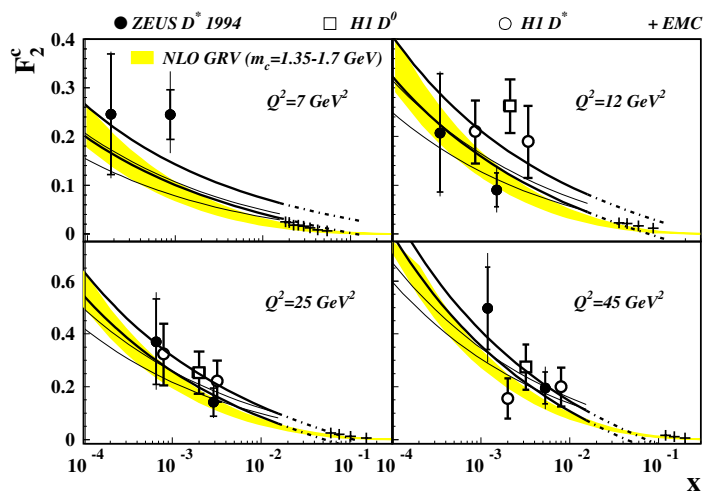 ZEUS D* 1994 H1 D⁰ H1 D* + EMC
F₂ᶜ
NLO GRV (m_c=1.35-1.7 GeV)
0.4
0.3
0.2
0.1
0
Q²=7 GeV²
Q²=12 GeV²
0.6
0.4
0.2
0
Q²=25 GeV²
Q²=45 GeV²
10⁻⁴ 10⁻³ 10⁻² 10⁻¹ 10⁻⁴ 10⁻³ 10⁻² 10⁻¹
x